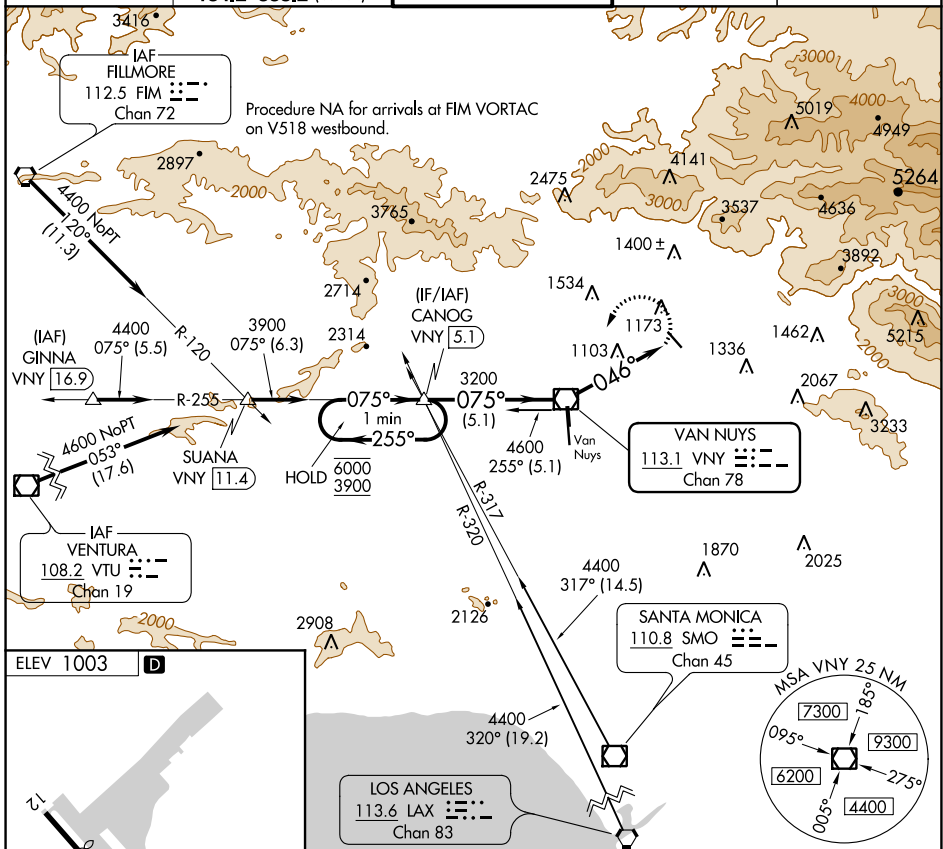 3416
IAF
FILLMORE
112.5 FIM
Chan 72
Procedure NA for arrivals at FIM VORTAC
on V518 westbound.
2897
2000
3765
2714
2314
2475
2000
3000
4141
3000
4000
5019
4949
5264
4636
3537
3892
3000
5215
2000
1400 ±
1534
1173
1103
1462
1336
2067
3233
4400 NoPT
120°
(11.3)
R-120
(IAF)
GINNA
VNY 16.9
4400
075° (5.5)
3900
075° (6.3)
(IF/IAF)
CANOG
VNY 5.1
R-255
075°
1 min
255°
3200
075°
(5.1)
4600
255° (5.1)
046°
Van
Nuys
4600 NoPT
053°
(17.6)
SUANA
VNY 11.4
HOLD
6000
3900
VAN NUYS
113.1 VNY
Chan 78
IAF
VENTURA
108.2 VTU
Chan 19
R-317
R-320
1870
2025
4400
317° (14.5)
2126
2000
2908
SANTA MONICA
110.8 SMO
Chan 45
ELEV 1003
D
12
4400
320° (19.2)
LOS ANGELES
113.6 LAX
Chan 83
MSA VNY 25 NM
7300
185°
095°
9300
6200
275°
005°
4400